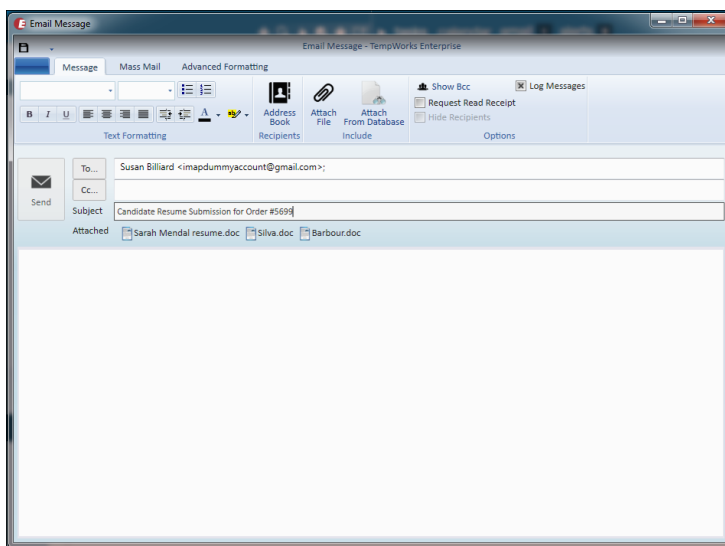 Email Message
Email Message - TempWorks Enterprise
Message Mass Mail Advanced Formatting
B I U A ab
Address Book
Attach File
Attach From Database
Show Bcc
Log Messages
Request Read Receipt
Hide Recipients
Text Formatting Recipients Include Options
Send
To... Susan Billiard <imapdummyaccount@gmail.com>;
Cc...
Subject Candidate Resume Submission for Order #5699
Attached Sarah Mendal resume.doc Silva.doc Barbour.doc